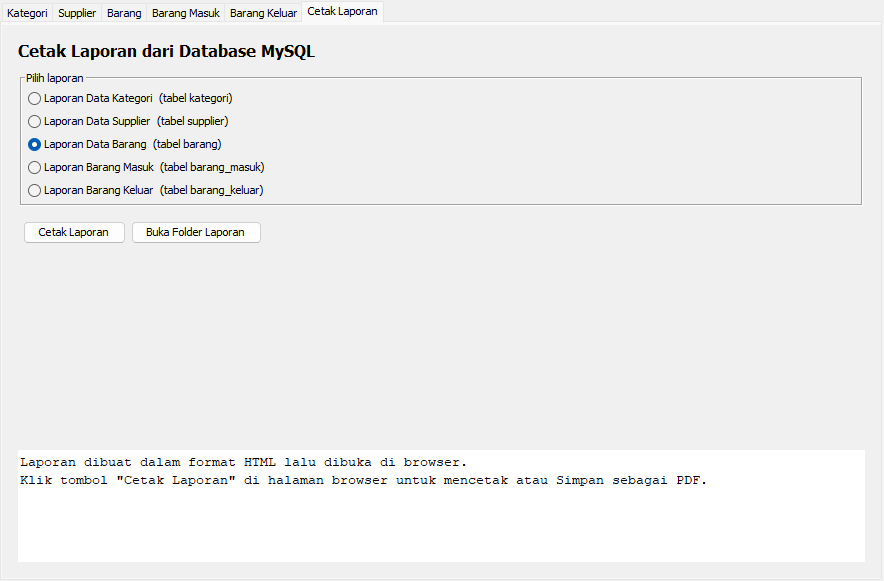 Kategori Supplier Barang Barang Masuk Barang Keluar Cetak Laporan
Cetak Laporan dari Database MySQL
Pilih laporan
Laporan Data Kategori (tabel kategori)
Laporan Data Supplier (tabel supplier)
Laporan Data Barang (tabel barang)
Laporan Barang Masuk (tabel barang_masuk)
Laporan Barang Keluar (tabel barang_keluar)
Cetak Laporan Buka Folder Laporan
Laporan dibuat dalam format HTML lalu dibuka di browser.
Klik tombol "Cetak Laporan" di halaman browser untuk mencetak atau Simpan sebagai PDF.